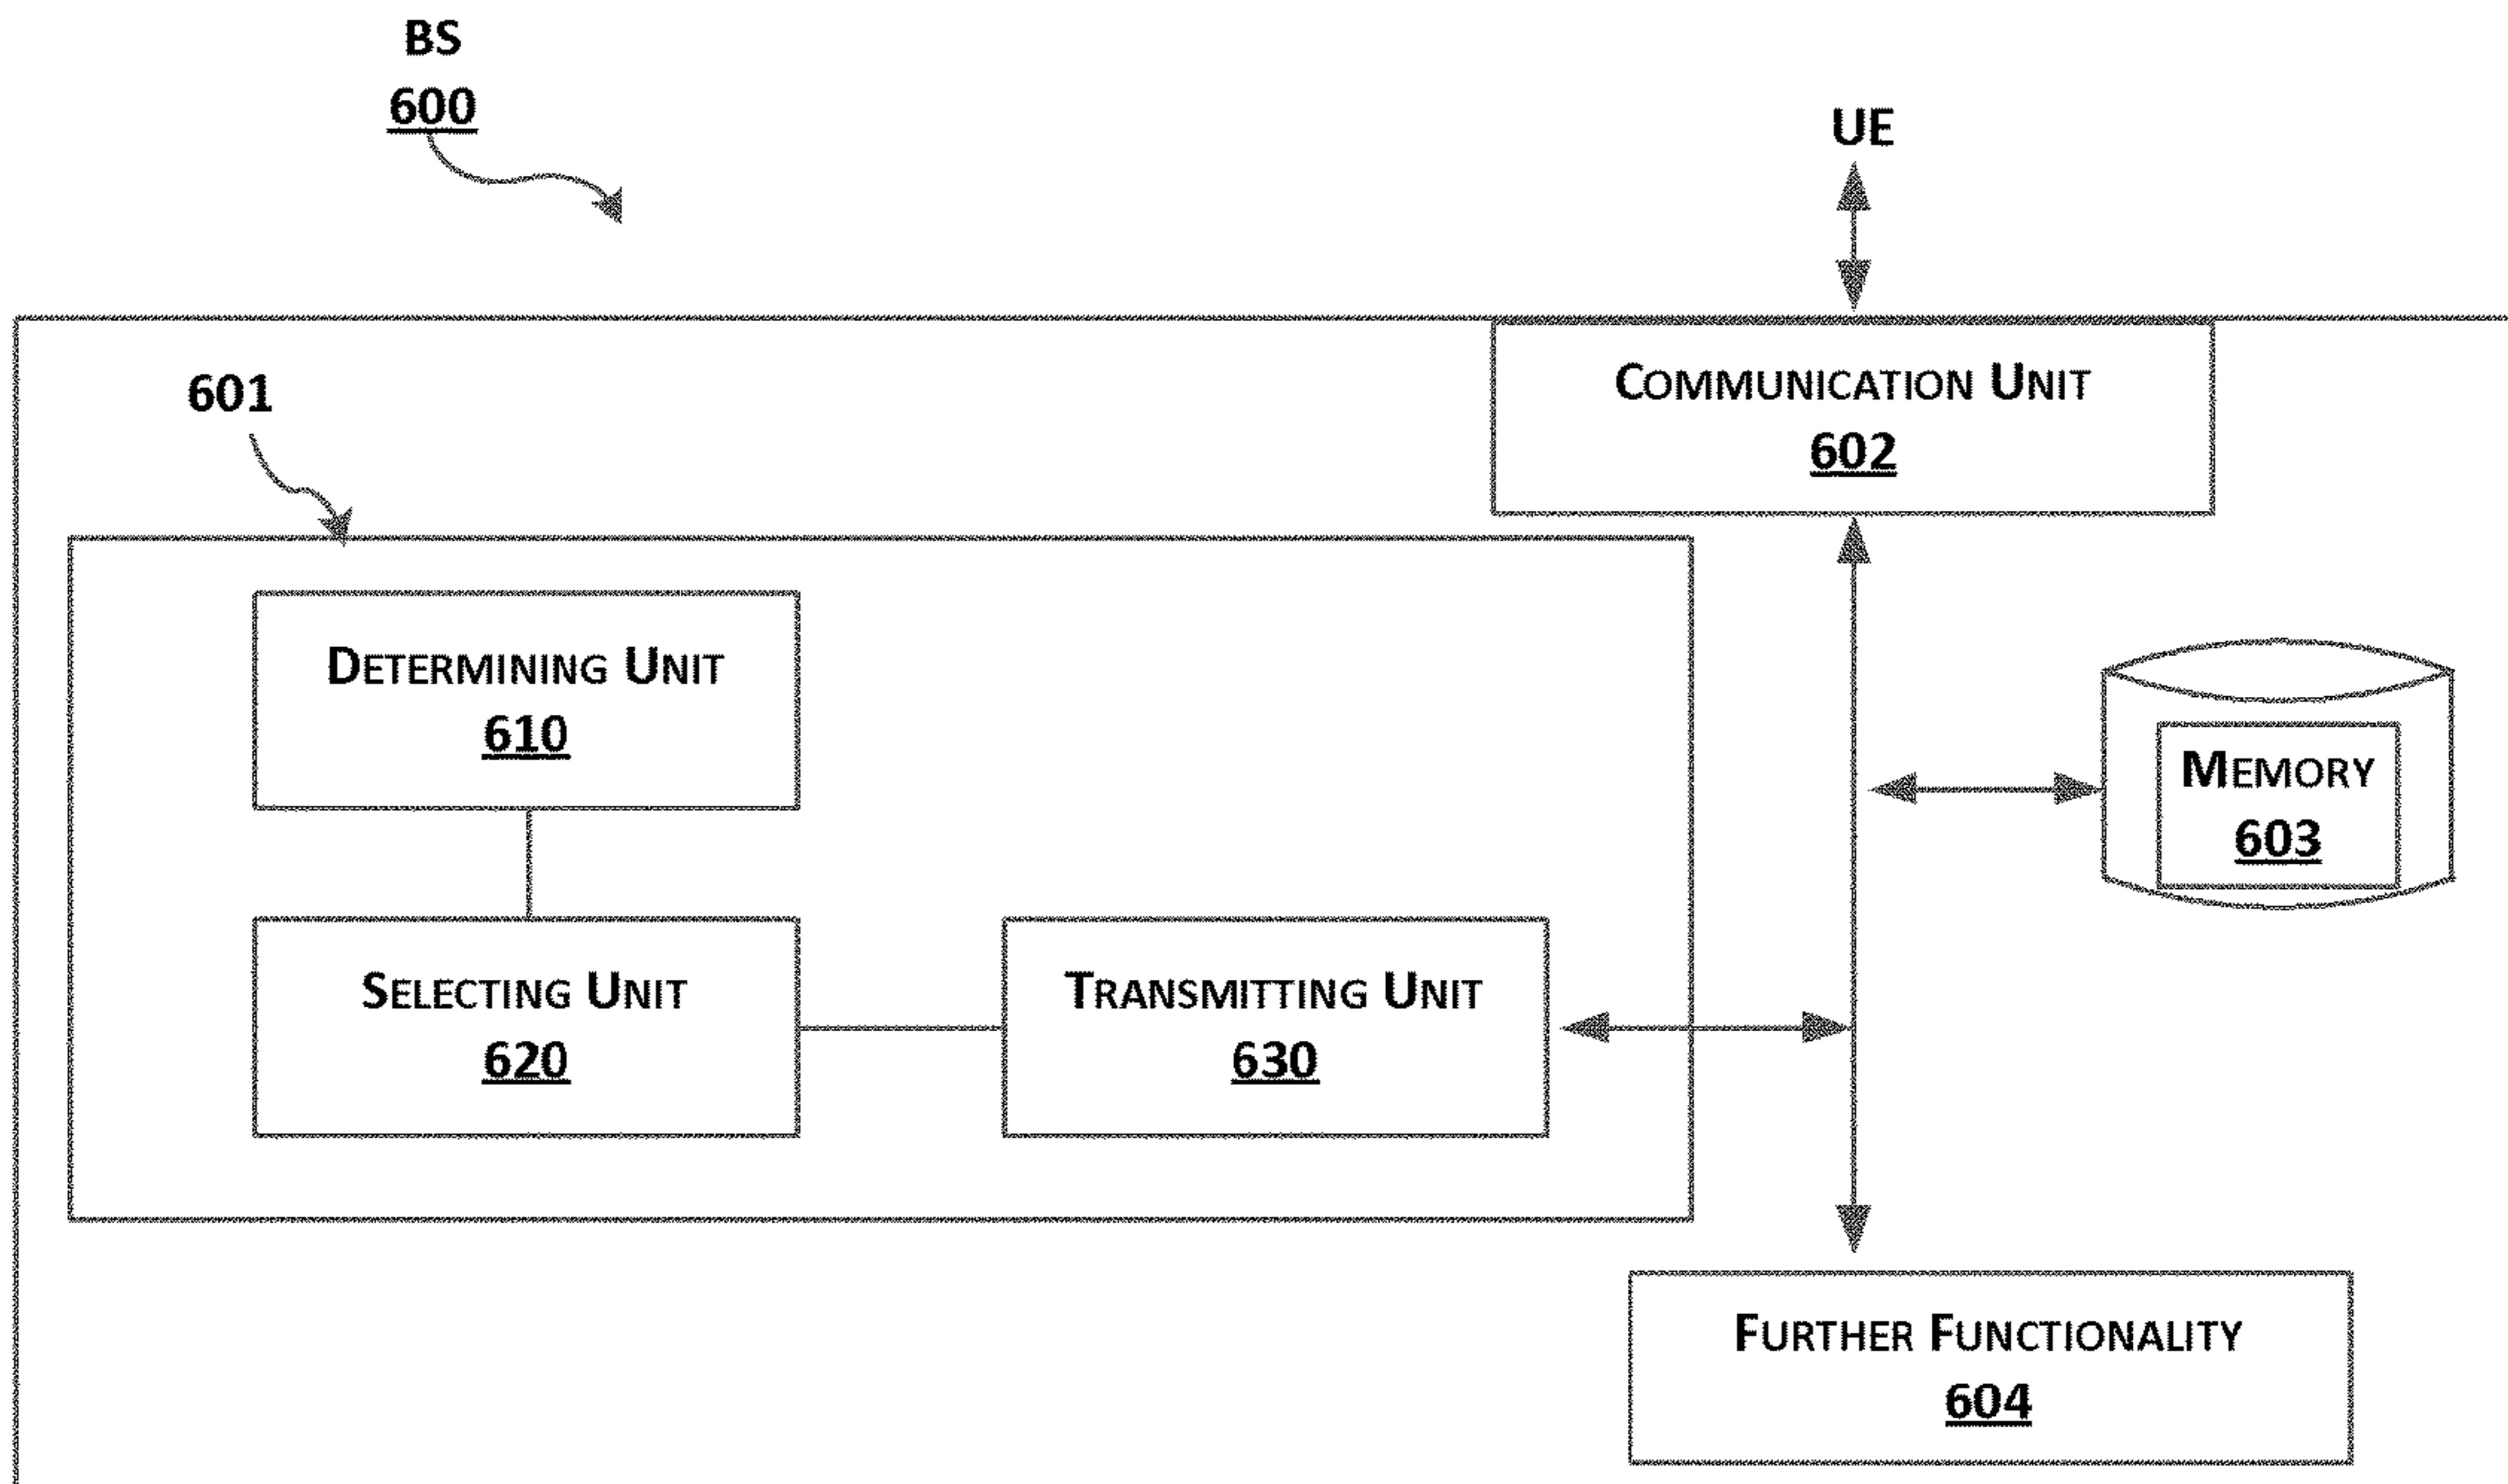 BS
600
UE
COMMUNICATION UNIT
602
601
DETERMINING UNIT
610
MEMORY
603
SELECTING UNIT
620
TRANSMITTING UNIT
630
FURTHER FUNCTIONALITY
604